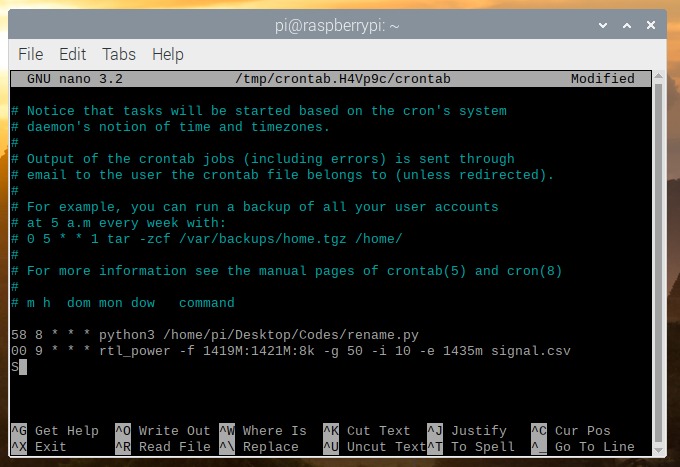 pi@raspberrypi: ~
File Edit Tabs Help
GNU nano 3.2 /tmp/crontab.H4Vp9c/crontab Modified
# Notice that tasks will be started based on the cron's system
# daemon's notion of time and timezones.
#
# Output of the crontab jobs (including errors) is sent through
# email to the user the crontab file belongs to (unless redirected).
#
# For example, you can run a backup of all your user accounts
# at 5 a.m every week with:
# 0 5 * * 1 tar -zcf /var/backups/home.tgz /home/
#
# For more information see the manual pages of crontab(5) and cron(8)
#
# m h  dom mon dow   command
58 8 * * * python3 /home/pi/Desktop/Codes/rename.py
00 9 * * * rtl_power -f 1419M:1421M:8k -g 50 -i 10 -e 1435m signal.csv
S
^G Get Help ^O Write Out ^W Where Is ^K Cut Text ^J Justify ^C Cur Pos
^X Exit ^R Read File ^\ Replace ^U Uncut Text ^T To Spell ^_ Go To Line